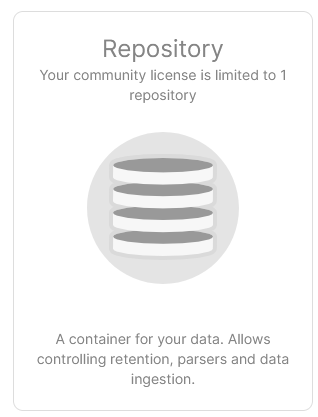 Repository
Your community license is limited to 1
repository
A container for your data. Allows
controlling retention, parsers and data
ingestion.